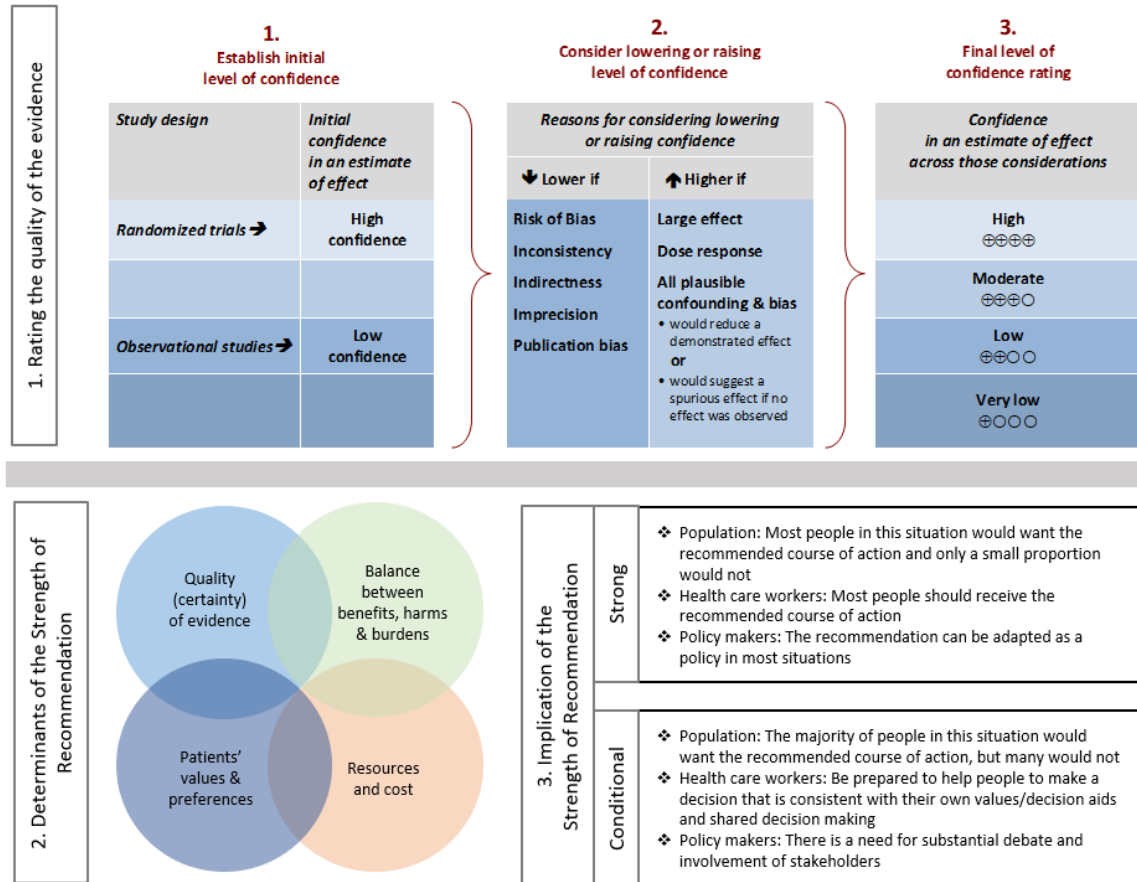 1. Rating the quality of the evidence
1.
Establish initial
level of confidence
Study design
Initial
confidence
in an estimate
of effect
Randomized trials ➔
High
confidence
Observational studies ➔
Low
confidence
2.
Consider lowering or raising
level of confidence
Reasons for considering lowering
or raising confidence
🡻 Lower if
🡹 Higher if
Risk of Bias
Inconsistency
Indirectness
Imprecision
Publication bias
Large effect
Dose response
All plausible
confounding & bias
• would reduce a
demonstrated effect
or
• would suggest a
spurious effect if no
effect was observed
3.
Final level of
confidence rating
Confidence
in an estimate of effect
across those considerations
High
⊕⊕⊕⊕
Moderate
⊕⊕⊕○
Low
⊕⊕○○
Very low
⊕○○○
2. Determinants of the Strength of
Recommendation
Quality
(certainty)
of evidence
Balance
between
benefits, harms
& burdens
Patients’
values &
preferences
Resources
and cost
3. Implication of the
Strength of Recommendation
Strong
❖ Population: Most people in this situation would want the
recommended course of action and only a small proportion
would not
❖ Health care workers: Most people should receive the
recommended course of action
❖ Policy makers: The recommendation can be adapted as a
policy in most situations
Conditional
❖ Population: The majority of people in this situation would
want the recommended course of action, but many would not
❖ Health care workers: Be prepared to help people to make a
decision that is consistent with their own values/decision aids
and shared decision making
❖ Policy makers: There is a need for substantial debate and
involvement of stakeholders